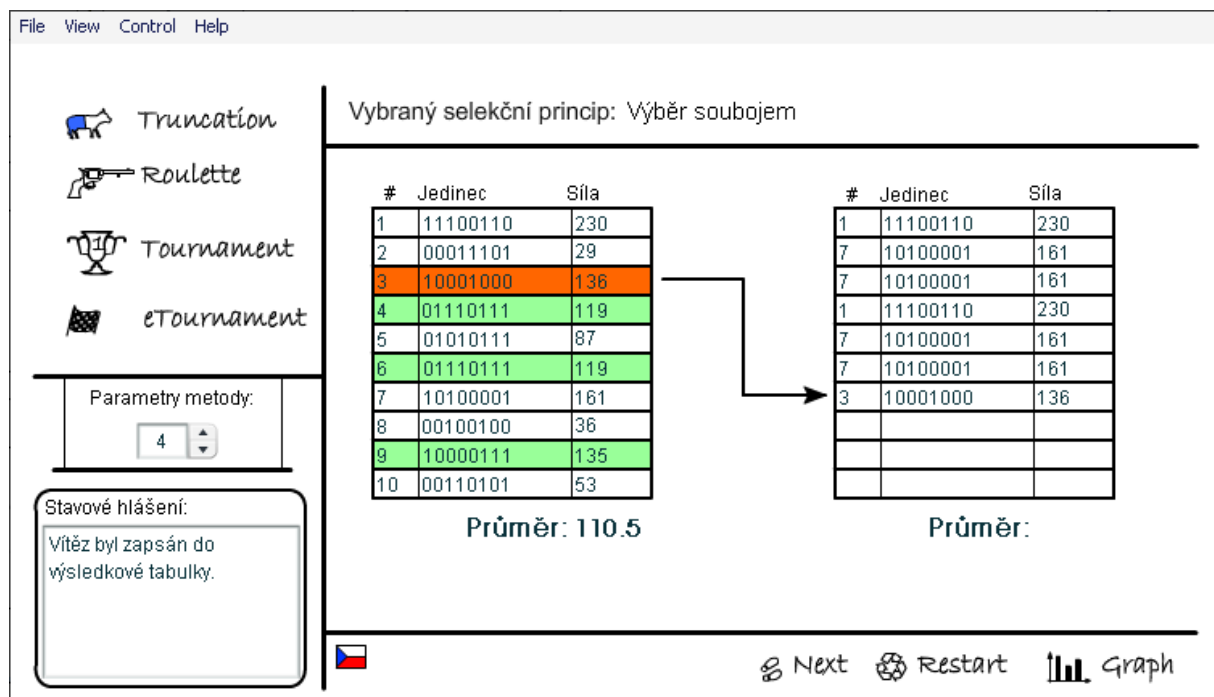 File View Control Help
Truncation
Roulette
Tournament
eTournament
Parametry metody:
4
Stavové hlášení:
Vítěz byl zapsán do
výsledkové tabulky.
Vybraný selekční princip: Výběr soubojem
# Jedinec Síla
1 11100110 230
2 00011101 29
3 10001000 136
4 01110111 119
5 01010111 87
6 01110111 119
7 10100001 161
8 00100100 36
9 10000111 135
10 00110101 53
Průměr: 110.5
# Jedinec Síla
1 11100110 230
7 10100001 161
7 10100001 161
1 11100110 230
7 10100001 161
7 10100001 161
3 10001000 136
Průměr:
Next Restart Graph